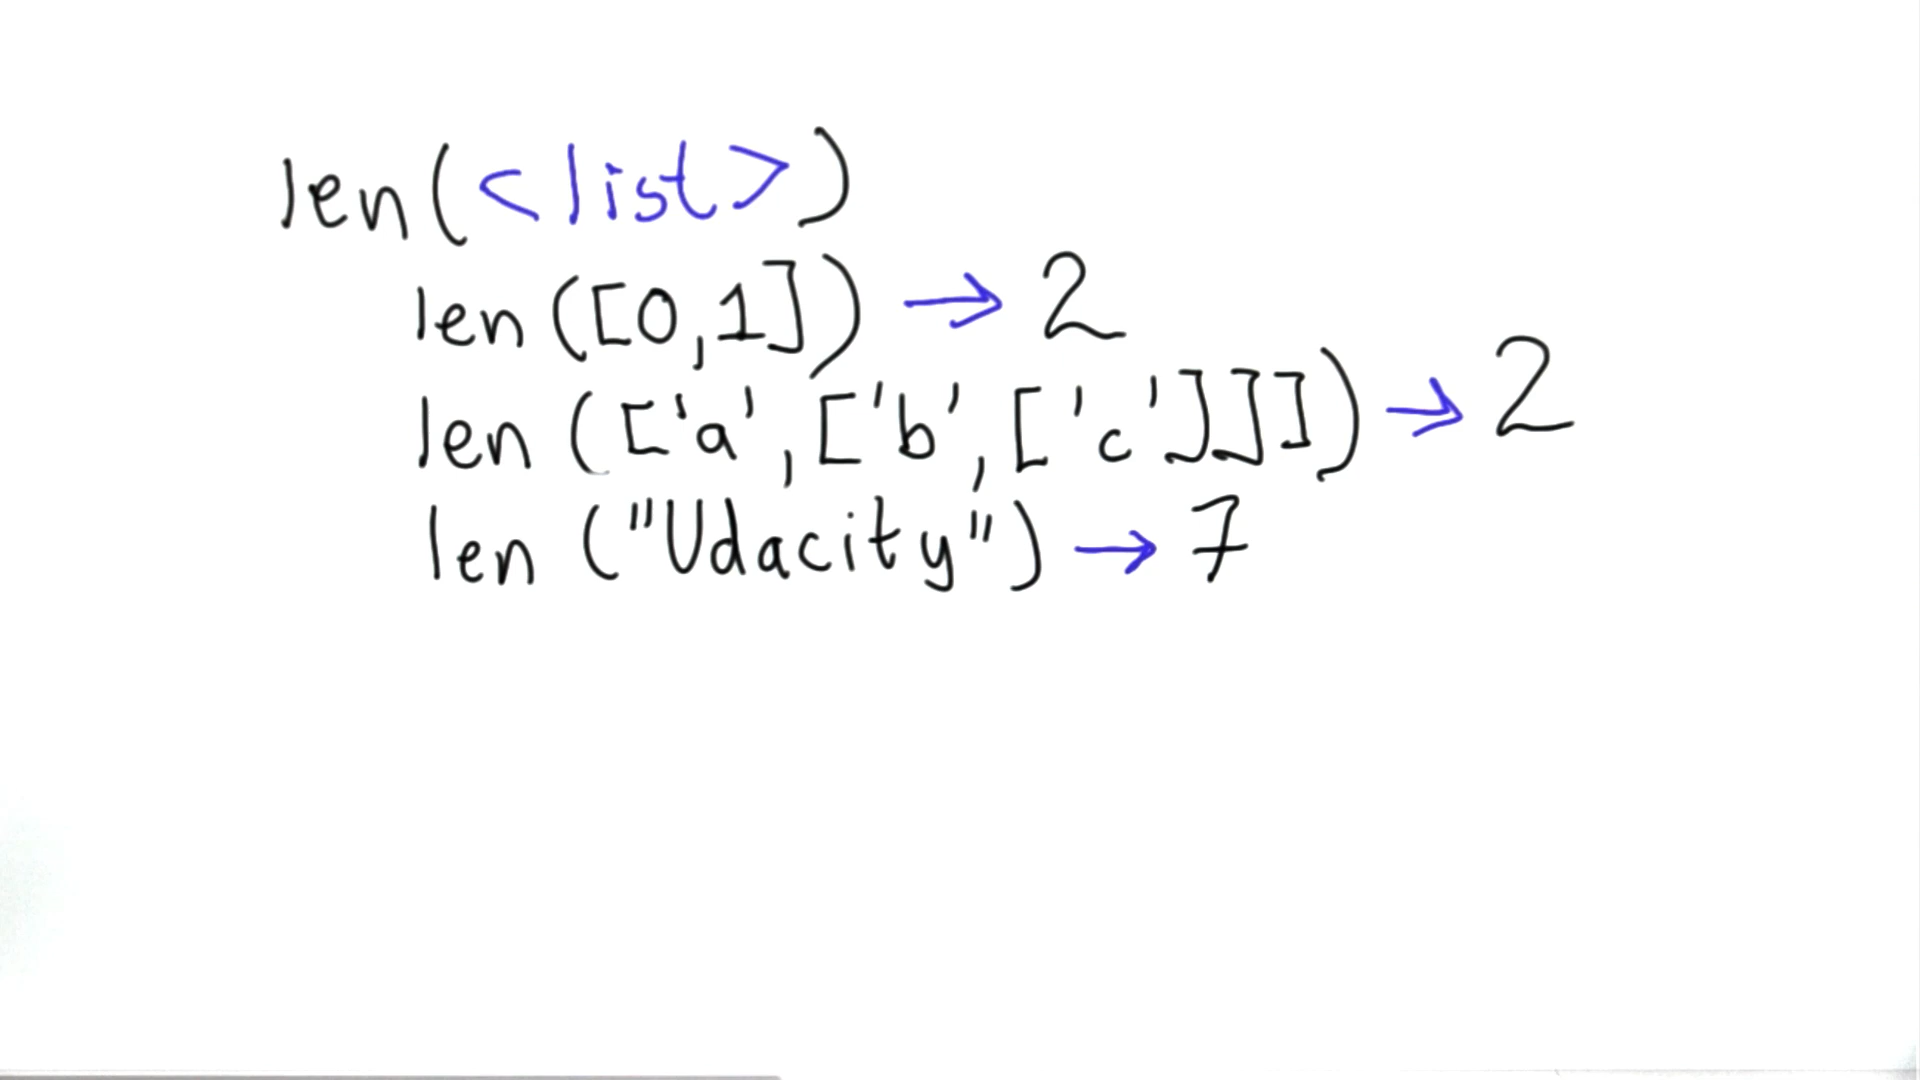 len(<list>)
len([0,1]) → 2
len(['a',['b',['c']]]) → 2
len("Udacity") → 7